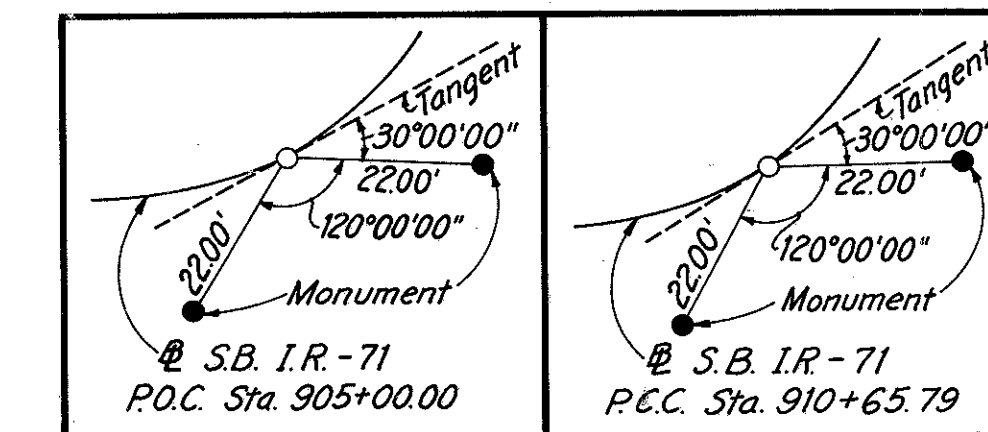 Tangent
30°00'00"
22.00'
120°00'00"
22.00'
Monument
℄ S.B. I.R.-71
P.O.C. Sta. 905+00.00
Tangent
30°00'00"
22.00'
120°00'00"
22.00'
Monument
℄ S.B. I.R.-71
P.C.C. Sta. 910+65.79